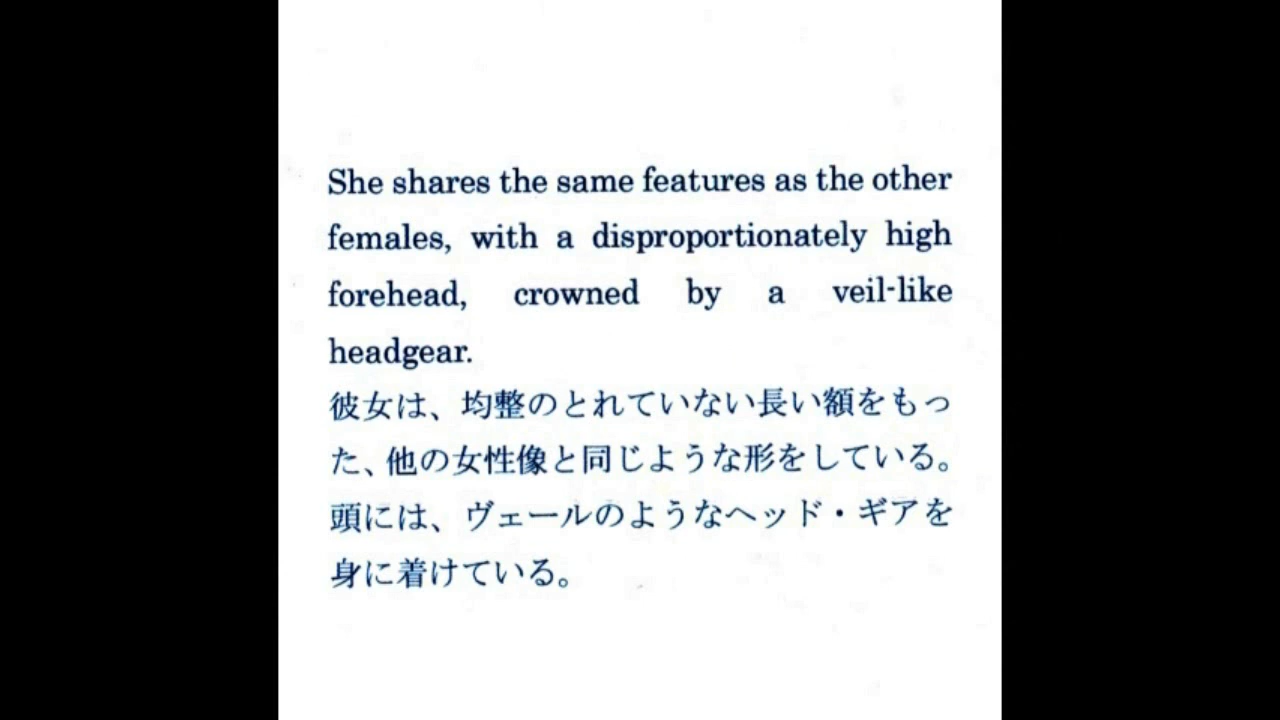 She shares the same features as the other
females, with a disproportionately high
forehead, crowned by a veil-like
headgear.
彼女は、均整のとれていない長い額をもっ
た、他の女性像と同じような形をしている。
頭には、ヴェールのようなヘッド・ギアを
身に着けている。